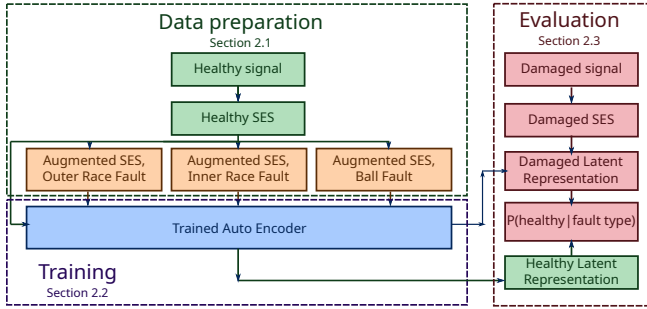 Data preparation
Section 2.1
Healthy signal
Healthy SES
Augmented SES,
Outer Race Fault
Augmented SES,
Inner Race Fault
Augmented SES,
Ball Fault
Trained Auto Encoder
Training
Section 2.2
Evaluation
Section 2.3
Damaged signal
Damaged SES
Damaged Latent
Representation
P(healthy|fault type)
Healthy Latent
Representation